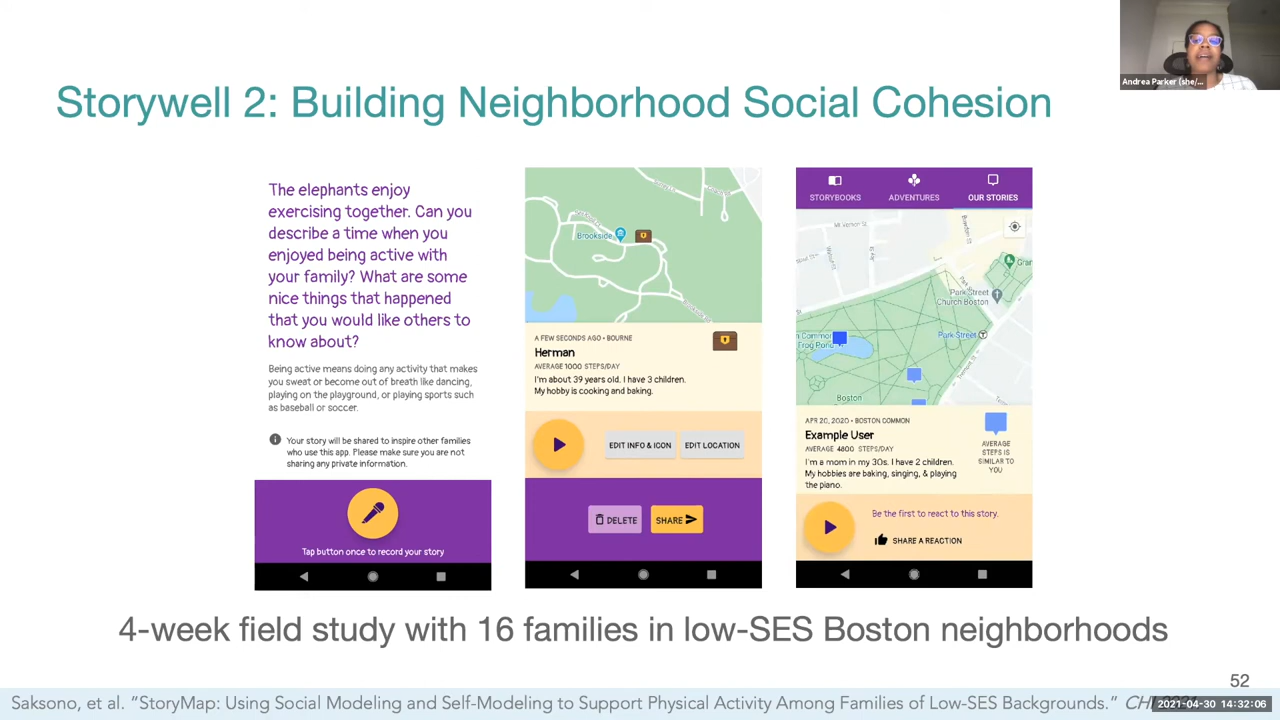 Andrea Parker (she/...
Storywell 2: Building Neighborhood Social Cohesion
The elephants enjoy
exercising together. Can you
describe a time when you
enjoyed being active with
your family? What are some
nice things that happened
that you would like others to
know about?
Being active means doing any activity that makes
you sweat or become out of breath like dancing,
playing on the playground, or playing sports such
as baseball or soccer.
Your story will be shared to inspire other families
who use this app. Please make sure you are not
sharing any private information.
Tap button once to record your story
Brookside
A FEW SECONDS AGO • BOURNE
Herman
AVERAGE 1000 STEPS/DAY
I'm about 39 years old. I have 3 children.
My hobby is cooking and baking.
EDIT INFO & ICON
EDIT LOCATION
DELETE
SHARE
STORYBOOKS
ADVENTURES
OUR STORIES
Mt Vernon St
Gran
Park Street
Church Boston
Park Street
Common
Frog Pond
Boston
APR 20, 2020 • BOSTON COMMON
Example User
AVERAGE 4800 STEPS/DAY
I'm a mom in my 30s. I have 2 children.
My hobbies are baking, singing, & playing
the piano.
AVERAGE
STEPS IS
SIMILAR TO
YOU
Be the first to react to this story.
SHARE A REACTION
4-week field study with 16 families in low-SES Boston neighborhoods
52
Saksono, et al. “StoryMap: Using Social Modeling and Self-Modeling to Support Physical Activity Among Families of Low-SES Backgrounds.”
2021-04-30 14:32:06